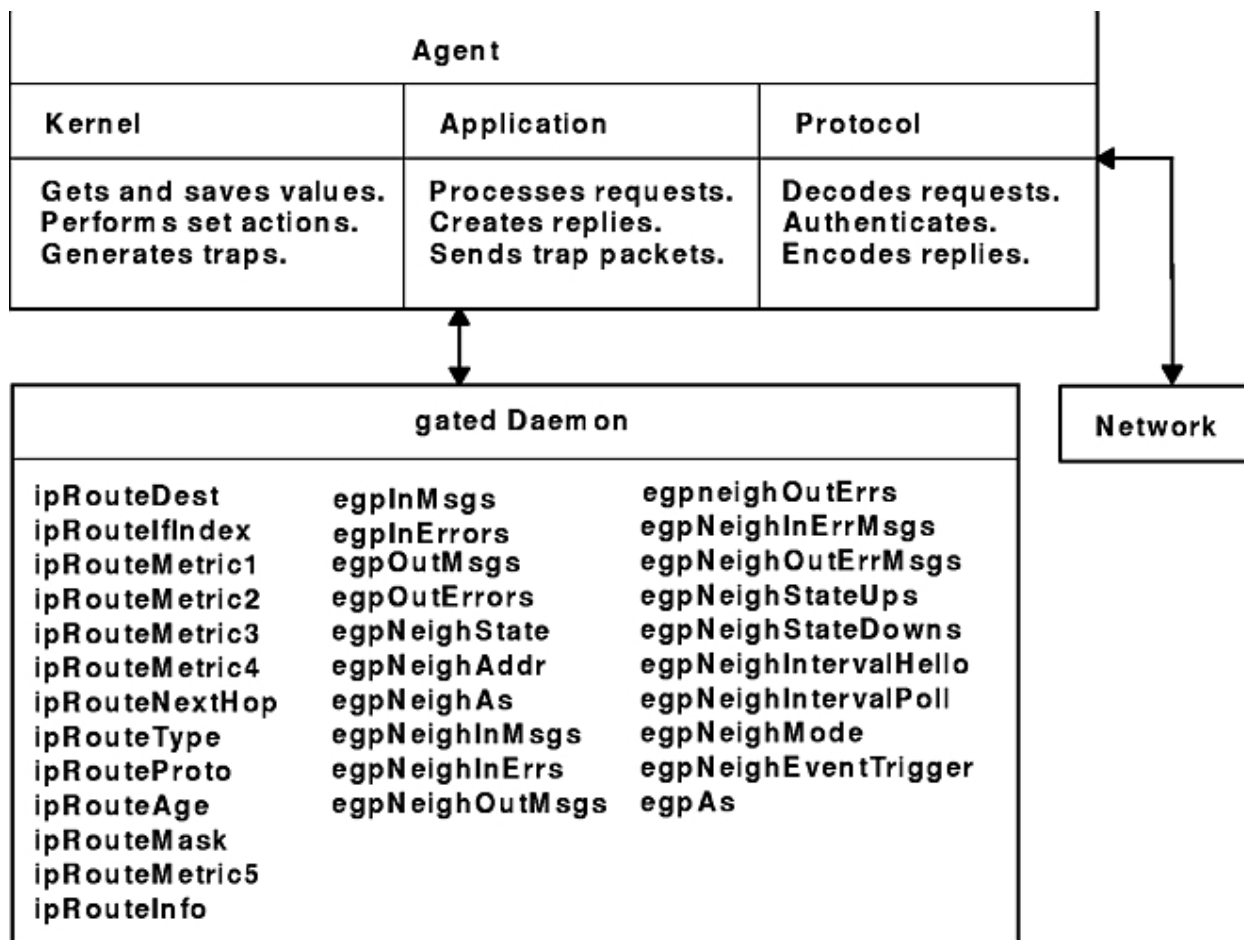 Agent
Kernel
Gets and saves values.
Performs set actions.
Generates traps.
Application
Processes requests.
Creates replies.
Sends trap packets.
Protocol
Decodes requests.
Authenticates.
Encodes replies.
Network
gated Daemon
ipRouteDest
ipRouteIfIndex
ipRouteMetric1
ipRouteMetric2
ipRouteMetric3
ipRouteMetric4
ipRouteNextHop
ipRouteType
ipRouteProto
ipRouteAge
ipRouteMask
ipRouteMetric5
ipRouteInfo
egpInMsgs
egpInErrors
egpOutMsgs
egpOutErrors
egpNeighState
egpNeighAddr
egpNeighAs
egpNeighInMsgs
egpNeighInErrs
egpNeighOutMsgs
egpneighOutErrs
egpNeighInErrMsgs
egpNeighOutErrMsgs
egpNeighStateUps
egpNeighStateDowns
egpNeighIntervalHello
egpNeighIntervalPoll
egpNeighMode
egpNeighEventTrigger
egpAs